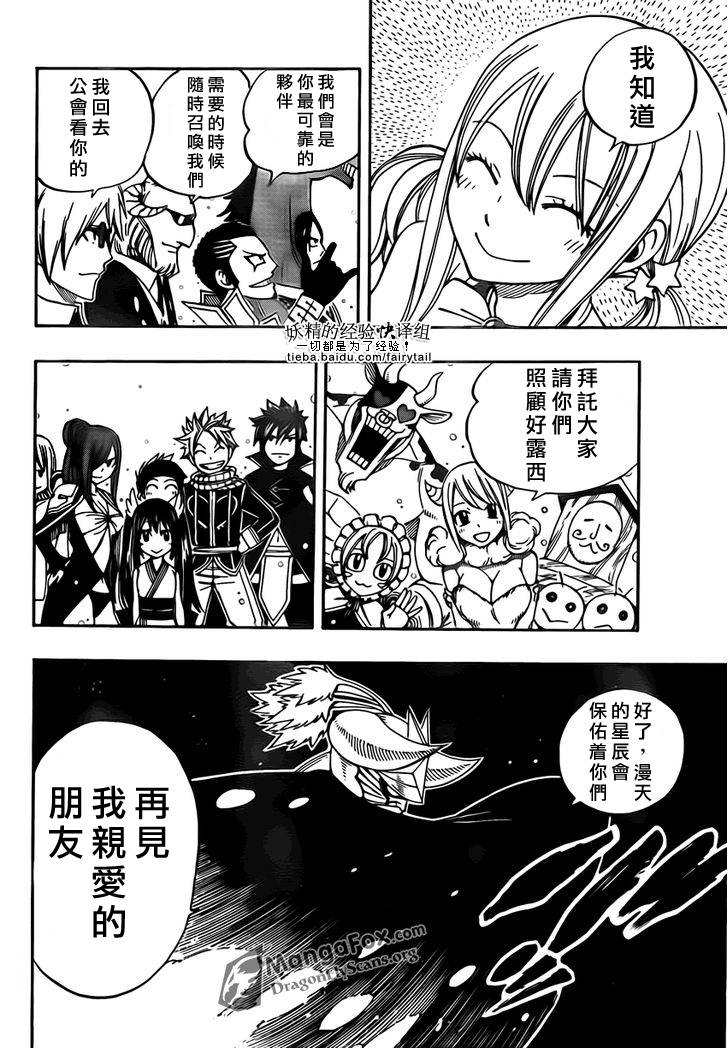 我知道
我們會是
你最可靠的
夥伴
需要的時候
隨時召喚我們
我回去
公會看你的
妖精的经验快译组
一切都是为了经验！
tieba.baidu.com/fairytail
拜託大家
請你們
照顧好露西
好了，漫天
的星辰會
保佑着你們
再見
我親愛的
朋友
MangaFox.com
DragonflyScans.org